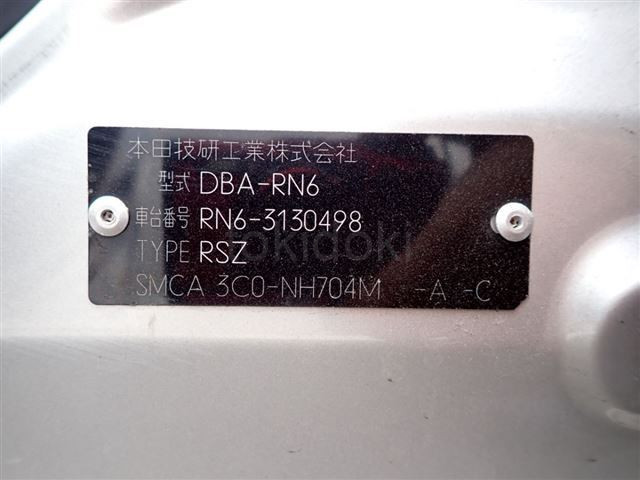 本田技研工業株式会社
型式 DBA-RN6
車台番号 RN6-3130498
TYPE RSZ
SMCA 3C0-NH704M -A -C
okidoki